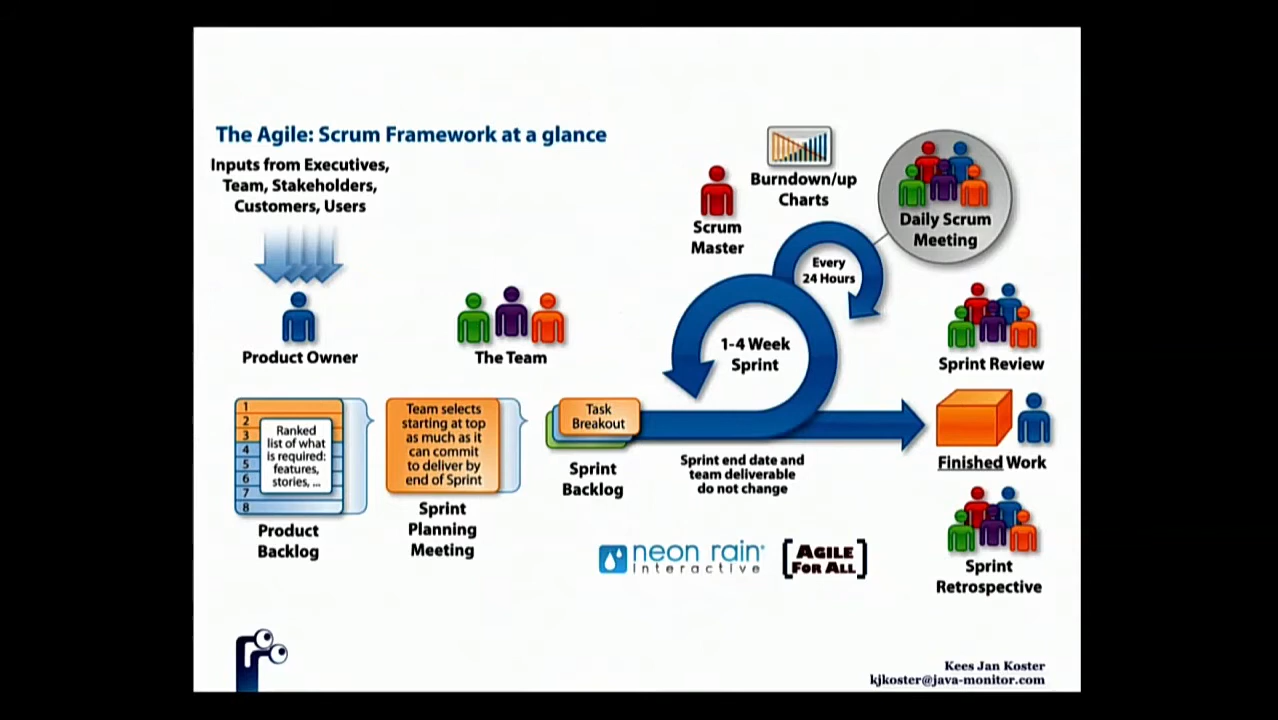 The Agile: Scrum Framework at a glance
Inputs from Executives,
Team, Stakeholders,
Customers, Users
Product Owner
The Team
1
2
3
4
5
6
7
8
Ranked
list of what
is required:
features,
stories, ...
Product
Backlog
Team selects
starting at top
as much as it
can commit
to deliver by
end of Sprint
Sprint
Planning
Meeting
Task
Breakout
Sprint
Backlog
Scrum
Master
Burndown/up
Charts
Every
24 Hours
Daily Scrum
Meeting
1-4 Week
Sprint
Sprint end date and
team deliverable
do not change
Sprint Review
Finished Work
Sprint
Retrospective
neon rain®
interactive
AGILE
FOR ALL
Kees Jan Koster
kjkoster@java-monitor.com